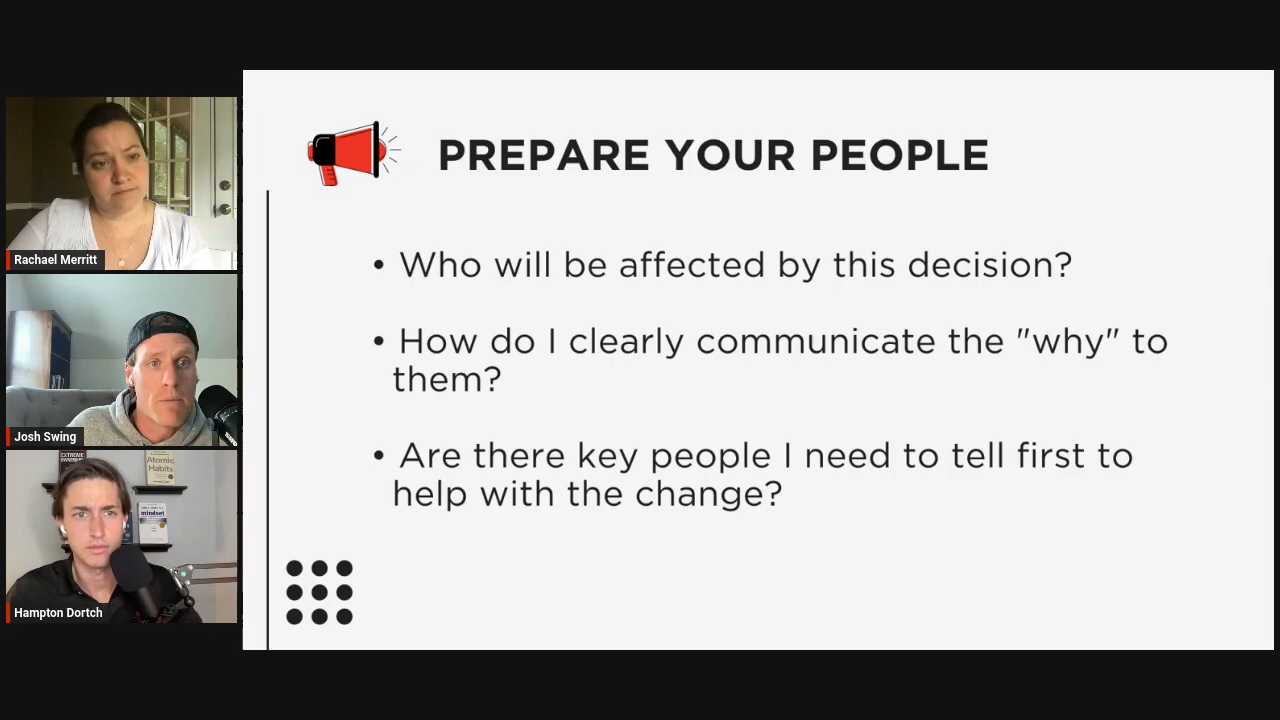 PREPARE YOUR PEOPLE
• Who will be affected by this decision?
• How do I clearly communicate the "why" to
them?
• Are there key people I need to tell first to
help with the change?
Rachael Merritt
Josh Swing
EXTREME
OWNERSHIP
Atomic
Habits
mindset
Hampton Dortch